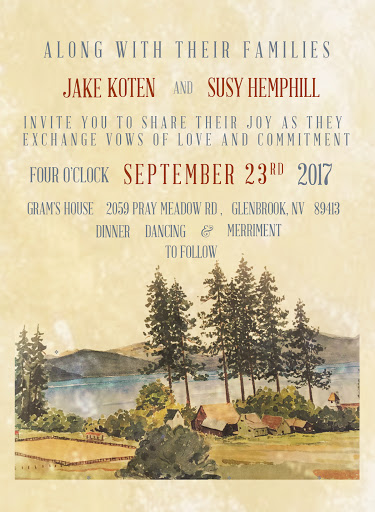 ALONG WITH THEIR FAMILIES
JAKE KOTEN AND SUSY HEMPHILL
INVITE YOU TO SHARE THEIR JOY AS THEY
EXCHANGE VOWS OF LOVE AND COMMITMENT
FOUR O'CLOCK SEPTEMBER 23RD 2017
GRAM'S HOUSE 2059 PRAY MEADOW RD , GLENBROOK, NV 89413
DINNER DANCING & MERRIMENT
TO FOLLOW